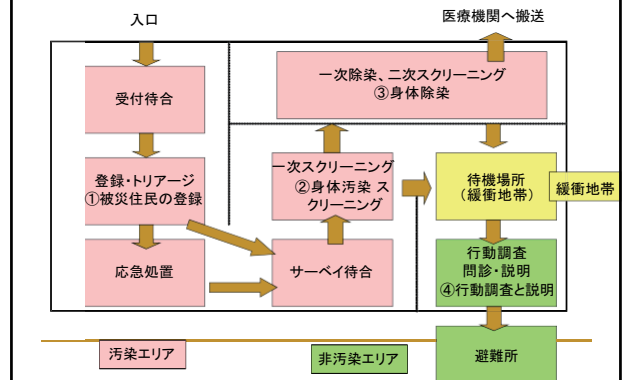 入口
医療機関へ搬送
受付待合
一次除染、二次スクリーニング
③身体除染
登録・トリアージ
①被災住民の登録
一次スクリーニング
②身体汚染 ス
クリーニング
待機場所
（緩衝地帯）
緩衝地帯
応急処置
サーベイ待合
行動調査
問診・説明
④行動調査と説明
汚染エリア
非汚染エリア
避難所